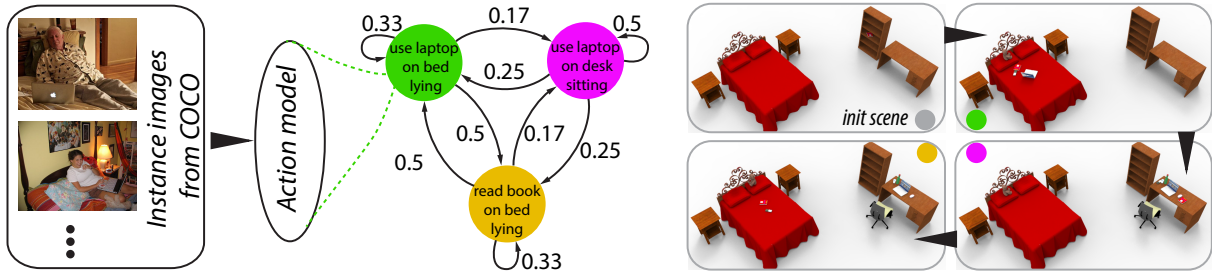 Instance images
from COCO
Action model
0.33
use laptop
on bed
lying
0.17
0.25
use laptop
on desk
sitting
0.5
0.5
0.5
0.17
0.25
read book
on bed
lying
0.33
init scene